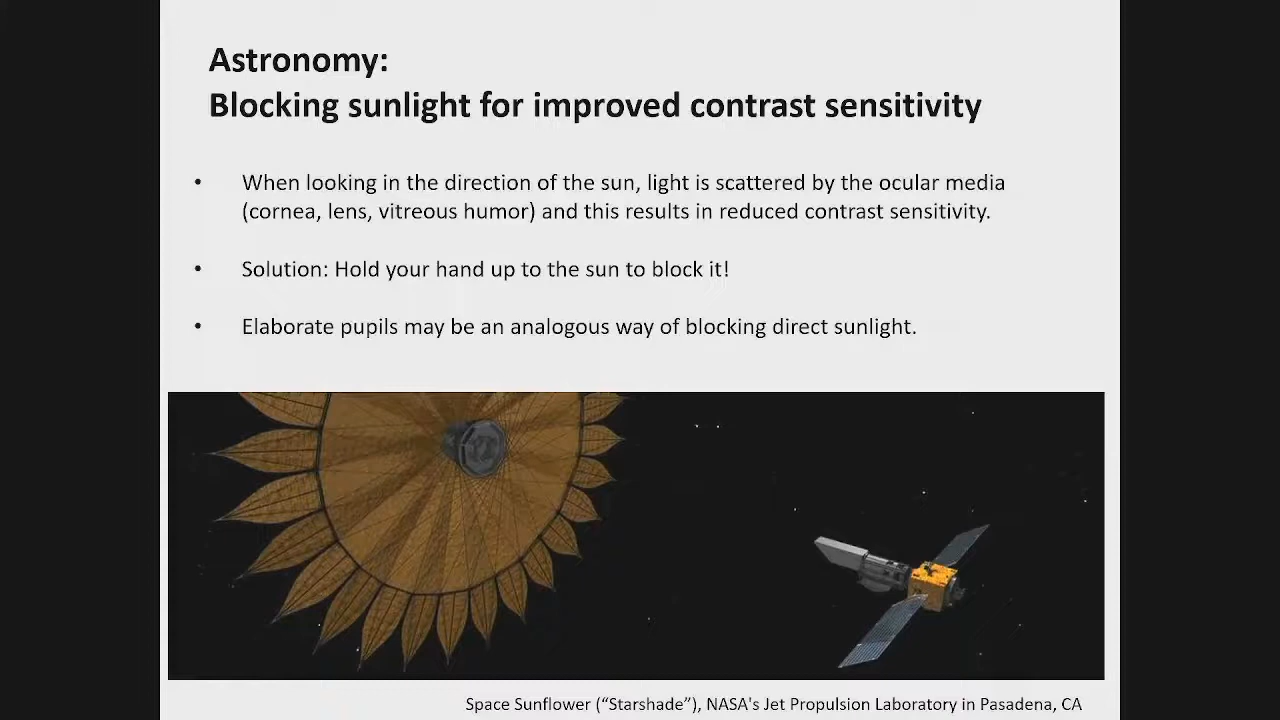 Astronomy:
Blocking sunlight for improved contrast sensitivity
• When looking in the direction of the sun, light is scattered by the ocular media
(cornea, lens, vitreous humor) and this results in reduced contrast sensitivity.
• Solution: Hold your hand up to the sun to block it!
• Elaborate pupils may be an analogous way of blocking direct sunlight.
Space Sunflower (“Starshade”), NASA's Jet Propulsion Laboratory in Pasadena, CA